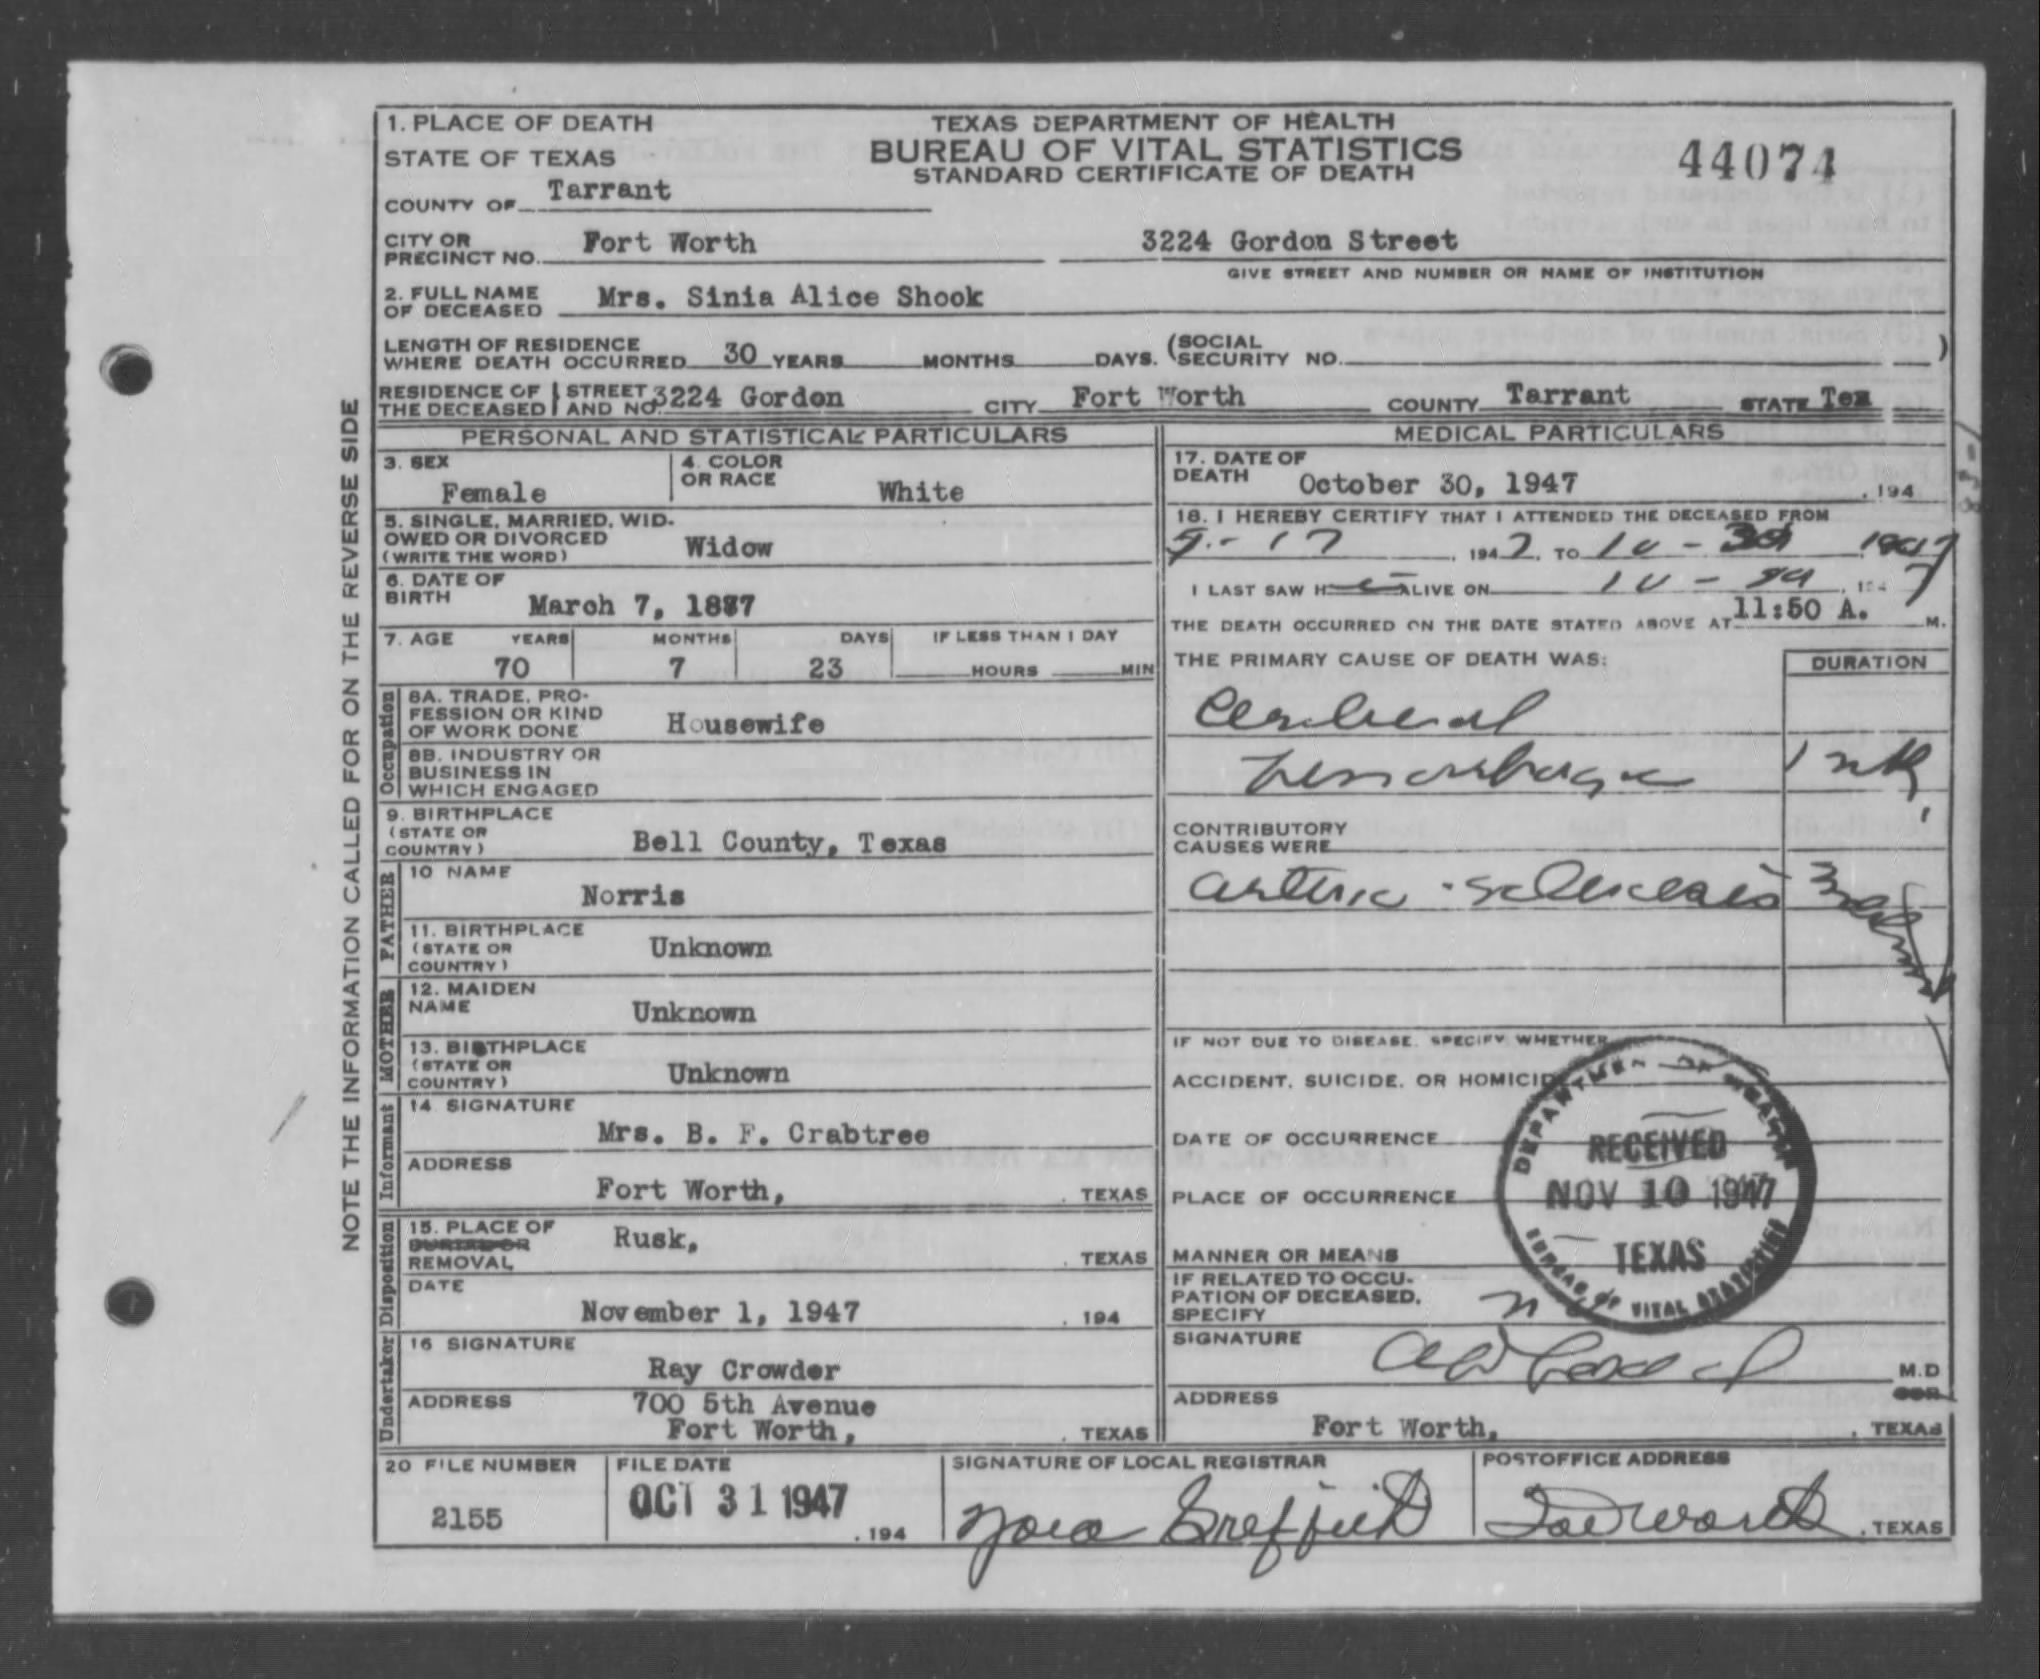 1. PLACE OF DEATH
STATE OF TEXAS
COUNTY OF Tarrant
TEXAS DEPARTMENT OF HEALTH
BUREAU OF VITAL STATISTICS
STANDARD CERTIFICATE OF DEATH
44074
CITY OR PRECINCT NO. Fort Worth 3224 Gordon Street
GIVE STREET AND NUMBER OR NAME OF INSTITUTION
2. FULL NAME OF DECEASED Mrs. Sinia Alice Shook
LENGTH OF RESIDENCE WHERE DEATH OCCURRED 30 YEARS MONTHS DAYS. (SOCIAL SECURITY NO. )
RESIDENCE OF THE DECEASED STREET AND NO. 3224 Gordon CITY Fort Worth COUNTY Tarrant STATE Tex
PERSONAL AND STATISTICAL PARTICULARS
3. SEX Female
4. COLOR OR RACE White
5. SINGLE, MARRIED, WIDOWED OR DIVORCED (WRITE THE WORD) Widow
6. DATE OF BIRTH March 7, 1877
7. AGE YEARS MONTHS DAYS IF LESS THAN 1 DAY
70 7 23 HOURS MIN
Occupation
8A. TRADE, PROFESSION OR KIND OF WORK DONE Housewife
8B. INDUSTRY OR BUSINESS IN WHICH ENGAGED
9. BIRTHPLACE (STATE OR COUNTRY) Bell County, Texas
FATHER
10 NAME Norris
11. BIRTHPLACE (STATE OR COUNTRY) Unknown
MOTHER
12. MAIDEN NAME Unknown
13. BIRTHPLACE (STATE OR COUNTRY) Unknown
Informant
14. SIGNATURE Mrs. B. F. Crabtree
ADDRESS Fort Worth, , TEXAS
Disposition
15. PLACE OF BURIAL OR REMOVAL Rusk, , TEXAS
DATE November 1, 1947 , 194
Undertaker
16 SIGNATURE Ray Crowder
ADDRESS 700 5th Avenue
Fort Worth, , TEXAS
MEDICAL PARTICULARS
17. DATE OF DEATH October 30, 1947 , 194
18. I HEREBY CERTIFY THAT I ATTENDED THE DECEASED FROM
9-17 1947, TO 10-30 1947
I LAST SAW H ALIVE ON 10- 1947
THE DEATH OCCURRED ON THE DATE STATED ABOVE AT 11:50 A. M.
THE PRIMARY CAUSE OF DEATH WAS: DURATION
Cerebral
hemorrhage 1 wk,
CONTRIBUTORY CAUSES WERE
arterio-sclerosis
IF NOT DUE TO DISEASE, SPECIFY WHETHER
ACCIDENT, SUICIDE, OR HOMICIDE
DATE OF OCCURRENCE
PLACE OF OCCURRENCE
MANNER OR MEANS
IF RELATED TO OCCUPATION OF DECEASED, SPECIFY no
DEPARTMENT OF HEALTH
RECEIVED
NOV 10 1947
TEXAS
BUREAU OF VITAL STATISTICS
SIGNATURE M.D
ADDRESS Fort Worth, , TEXAS
20 FILE NUMBER 2155
FILE DATE OCT 31 1947 , 194
SIGNATURE OF LOCAL REGISTRAR
POSTOFFICE ADDRESS Fort Worth , TEXAS
NOTE THE INFORMATION CALLED FOR ON THE REVERSE SIDE